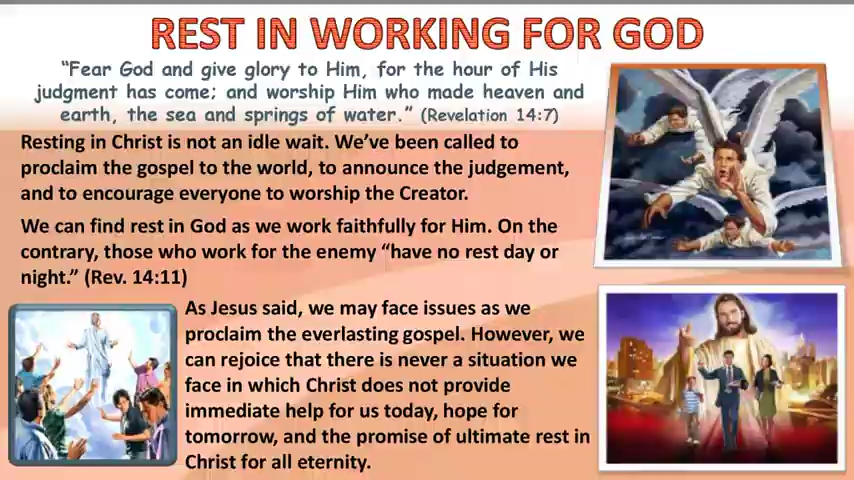 REST IN WORKING FOR GOD
“Fear God and give glory to Him, for the hour of His
judgment has come; and worship Him who made heaven and
earth, the sea and springs of water.” (Revelation 14:7)
Resting in Christ is not an idle wait. We’ve been called to
proclaim the gospel to the world, to announce the judgement,
and to encourage everyone to worship the Creator.
We can find rest in God as we work faithfully for Him. On the
contrary, those who work for the enemy “have no rest day or
night.” (Rev. 14:11)
As Jesus said, we may face issues as we
proclaim the everlasting gospel. However, we
can rejoice that there is never a situation we
face in which Christ does not provide
immediate help for us today, hope for
tomorrow, and the promise of ultimate rest in
Christ for all eternity.